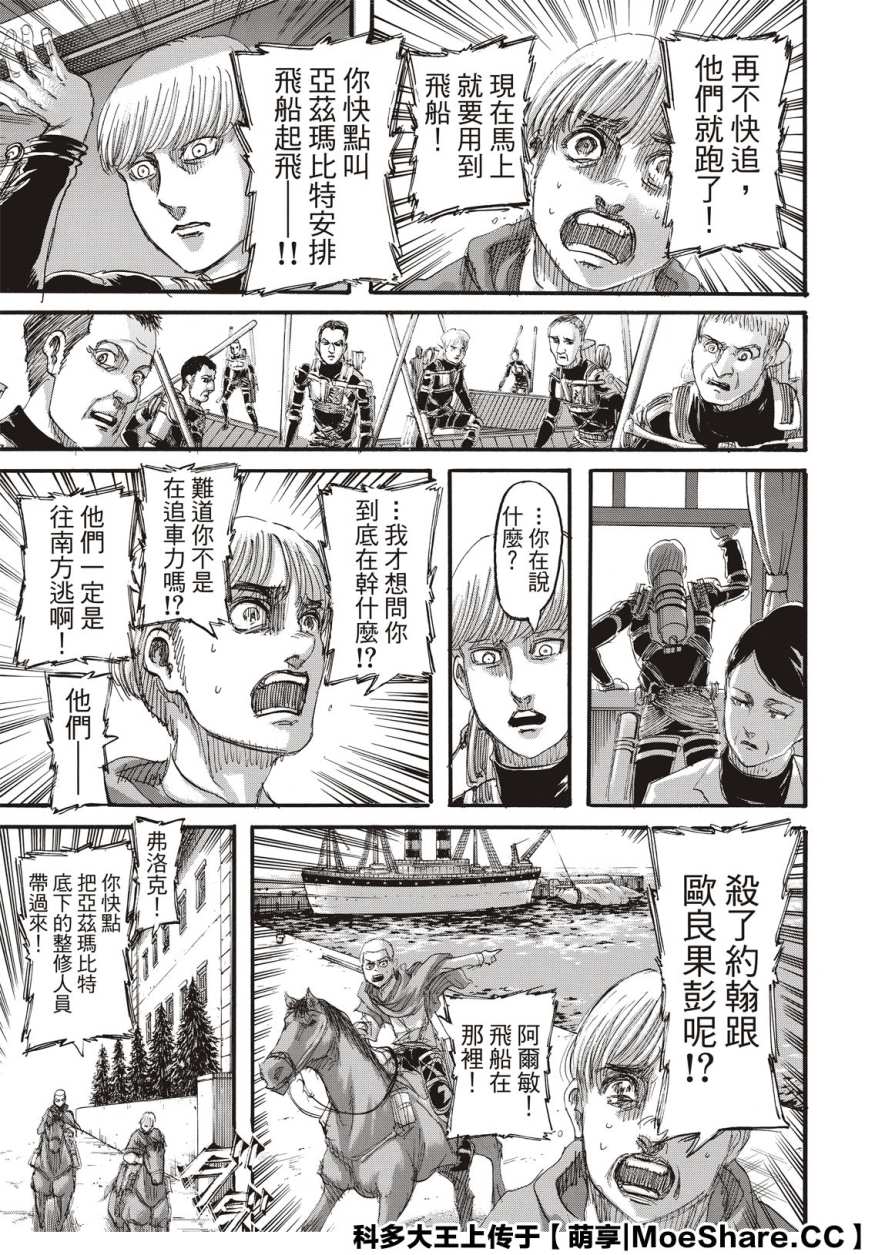 再不快追，
他們就跑了！
現在馬上
就要用到
飛船！
你快點叫
亞茲瑪比特安排
飛船起飛——!!
…你在說
什麼？
…我才想問你
到底在幹什麼!?
難道你不是
在追車力嗎!?
他們一定是
往南方逃啊！
他們——
殺了約翰跟
歐良果彭呢!?
阿爾敏！
飛船在
那裡！
弗洛克！
你快點
把亞茲瑪比特
底下的整修人員
帶過來！
科多大王上传于【萌享|MoeShare.CC】